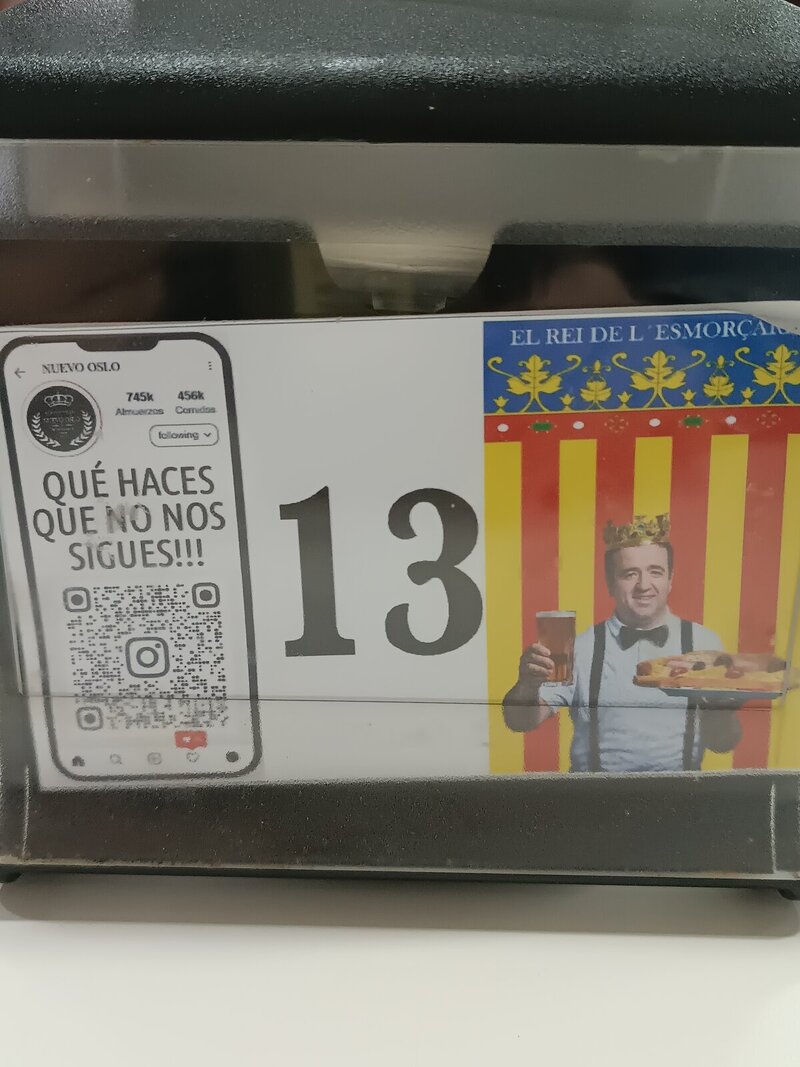 NUEVO OSLO
745k 456k
Almuerzos Comidas
following
QUÉ HACES
QUE NO NOS
SIGUES!!!
13
EL REI DE L´ESMORÇAR